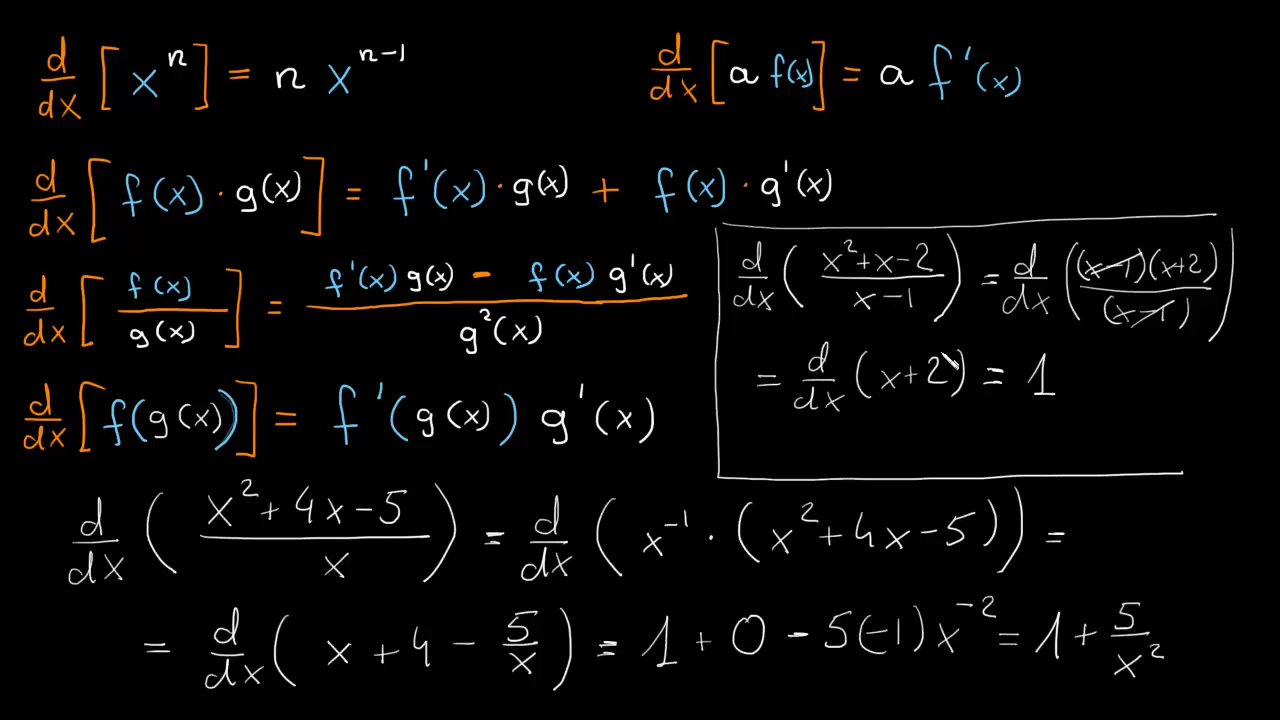 d/dx [x^n] = n x^(n-1)
d/dx [a f(x)] = a f'(x)
d/dx [f(x) · g(x)] = f'(x) · g(x) + f(x) · g'(x)
d/dx [f(x)/g(x)] = (f'(x) g(x) - f(x) g'(x))/g²(x)
d/dx [f(g(x))] = f'(g(x)) g'(x)
d/dx ((x²+x-2)/(x-1)) = d/dx ((x-1)(x+2)/(x-1))
= d/dx (x+2) = 1
d/dx ((x²+4x-5)/x) = d/dx (x⁻¹ · (x²+4x-5)) =
= d/dx (x + 4 - 5/x) = 1 + 0 - 5(-1)x⁻² = 1 + 5/x²